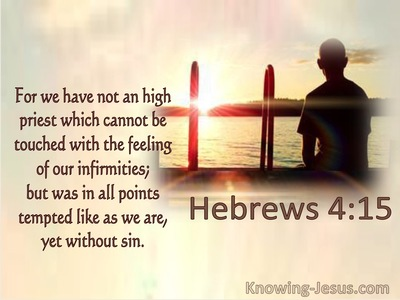 For we have not an high
priest which cannot be
touched with the feeling
of our infirmities;
but was in all points
tempted like as we are,
yet without sin.
Hebrews 4:15
Knowing-Jesus.com